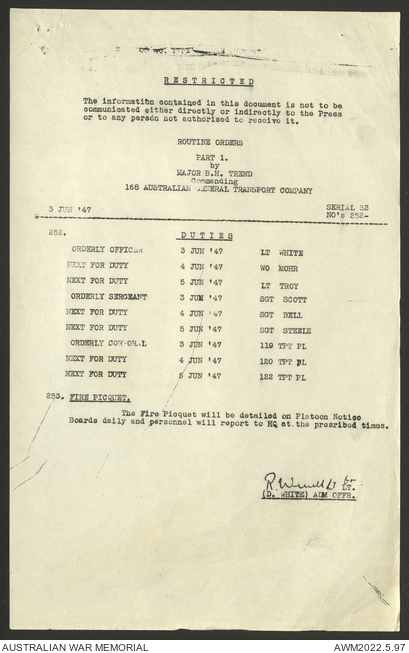 RESTRICTED
The information contained in this document is not to be
communicated either directly or indirectly to the Press
or to any person not authorised to receive it.
ROUTINE ORDERS
PART 1.
by
MAJOR B.H. TREND
Commanding
168 AUSTRALIAN GENERAL TRANSPORT COMPANY
3 JUN '47 SERIAL 52
NO's 252-
252. DUTIES
ORDERLY OFFICER 3 JUN '47 LT WHITE
NEXT FOR DUTY 4 JUN '47 WO MOHR
NEXT FOR DUTY 5 JUN '47 LT TROY
ORDERLY SERGEANT 3 JUN '47 SGT SCOTT
NEXT FOR DUTY 4 JUN '47 SGT BELL
NEXT FOR DUTY 5 JUN '47 SGT STEELE
ORDERLY CORPORAL 3 JUN '47 119 TPT PL
NEXT FOR DUTY 4 JUN '47 120 TPT PL
NEXT FOR DUTY 5 JUN '47 122 TPT PL
253. FIRE PICQUET.
The Fire Picquet will be detailed on Platoon Notice
Boards daily and personnel will report to HQ at the presribed times.
LT.
(D. WHITE) ADM OFFR.
AUSTRALIAN WAR MEMORIAL AWM2022.5.97